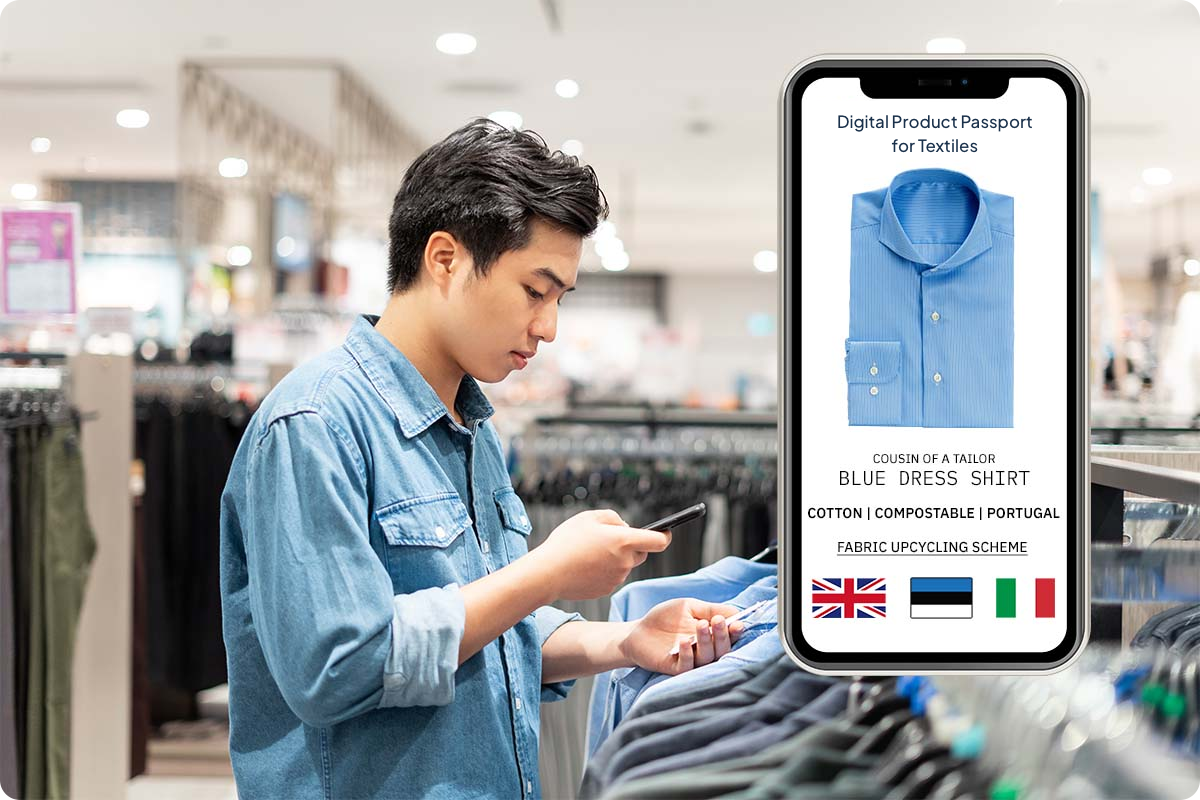 Digital Product Passport
for Textiles
COUSIN OF A TAILOR
BLUE DRESS SHIRT
COTTON | COMPOSTABLE | PORTUGAL
FABRIC UPCYCLING SCHEME